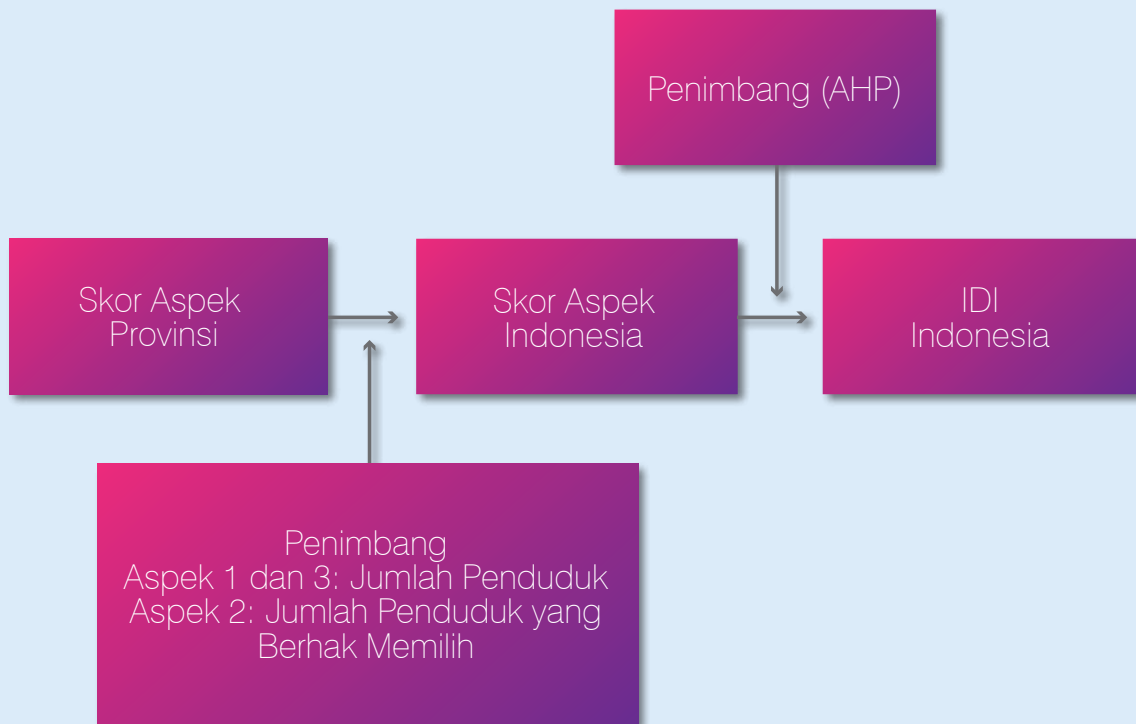 Penimbang (AHP)
Skor Aspek
Provinsi
Skor Aspek
Indonesia
IDI
Indonesia
Penimbang
Aspek 1 dan 3: Jumlah Penduduk
Aspek 2: Jumlah Penduduk yang
Berhak Memilih